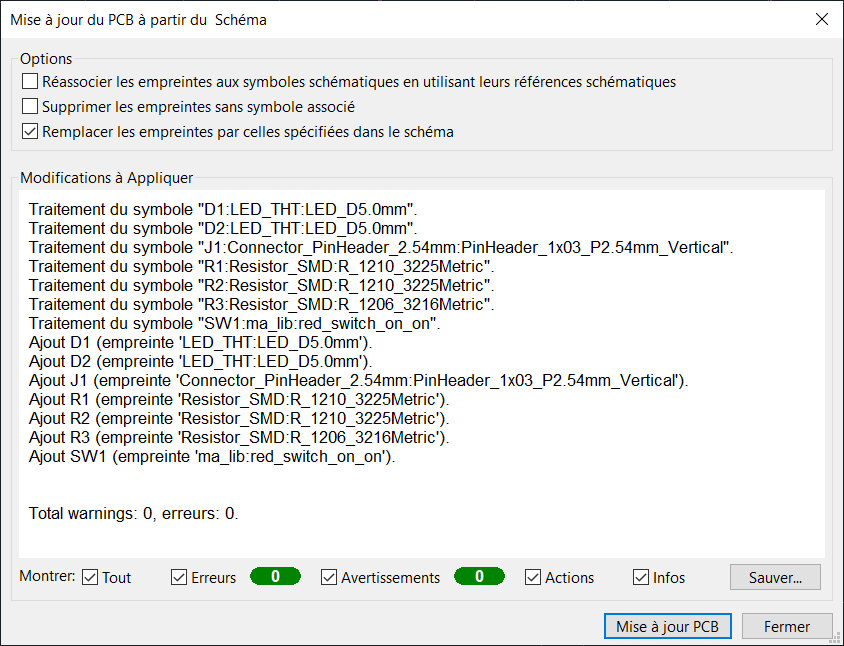 Mise à jour du PCB à partir du  Schéma
Options
Réassocier les empreintes aux symboles schématiques en utilisant leurs références schématiques
Supprimer les empreintes sans symbole associé
Remplacer les empreintes par celles spécifiées dans le schéma
Modifications à Appliquer
Traitement du symbole "D1:LED_THT:LED_D5.0mm".
Traitement du symbole "D2:LED_THT:LED_D5.0mm".
Traitement du symbole "J1:Connector_PinHeader_2.54mm:PinHeader_1x03_P2.54mm_Vertical".
Traitement du symbole "R1:Resistor_SMD:R_1210_3225Metric".
Traitement du symbole "R2:Resistor_SMD:R_1210_3225Metric".
Traitement du symbole "R3:Resistor_SMD:R_1206_3216Metric".
Traitement du symbole "SW1:ma_lib:red_switch_on_on".
Ajout D1 (empreinte 'LED_THT:LED_D5.0mm').
Ajout D2 (empreinte 'LED_THT:LED_D5.0mm').
Ajout J1 (empreinte 'Connector_PinHeader_2.54mm:PinHeader_1x03_P2.54mm_Vertical').
Ajout R1 (empreinte 'Resistor_SMD:R_1210_3225Metric').
Ajout R2 (empreinte 'Resistor_SMD:R_1210_3225Metric').
Ajout R3 (empreinte 'Resistor_SMD:R_1206_3216Metric').
Ajout SW1 (empreinte 'ma_lib:red_switch_on_on').
Total warnings: 0, erreurs: 0.
Montrer: Tout Erreurs 0 Avertissements 0 Actions Infos Sauver...
Mise à jour PCB Fermer